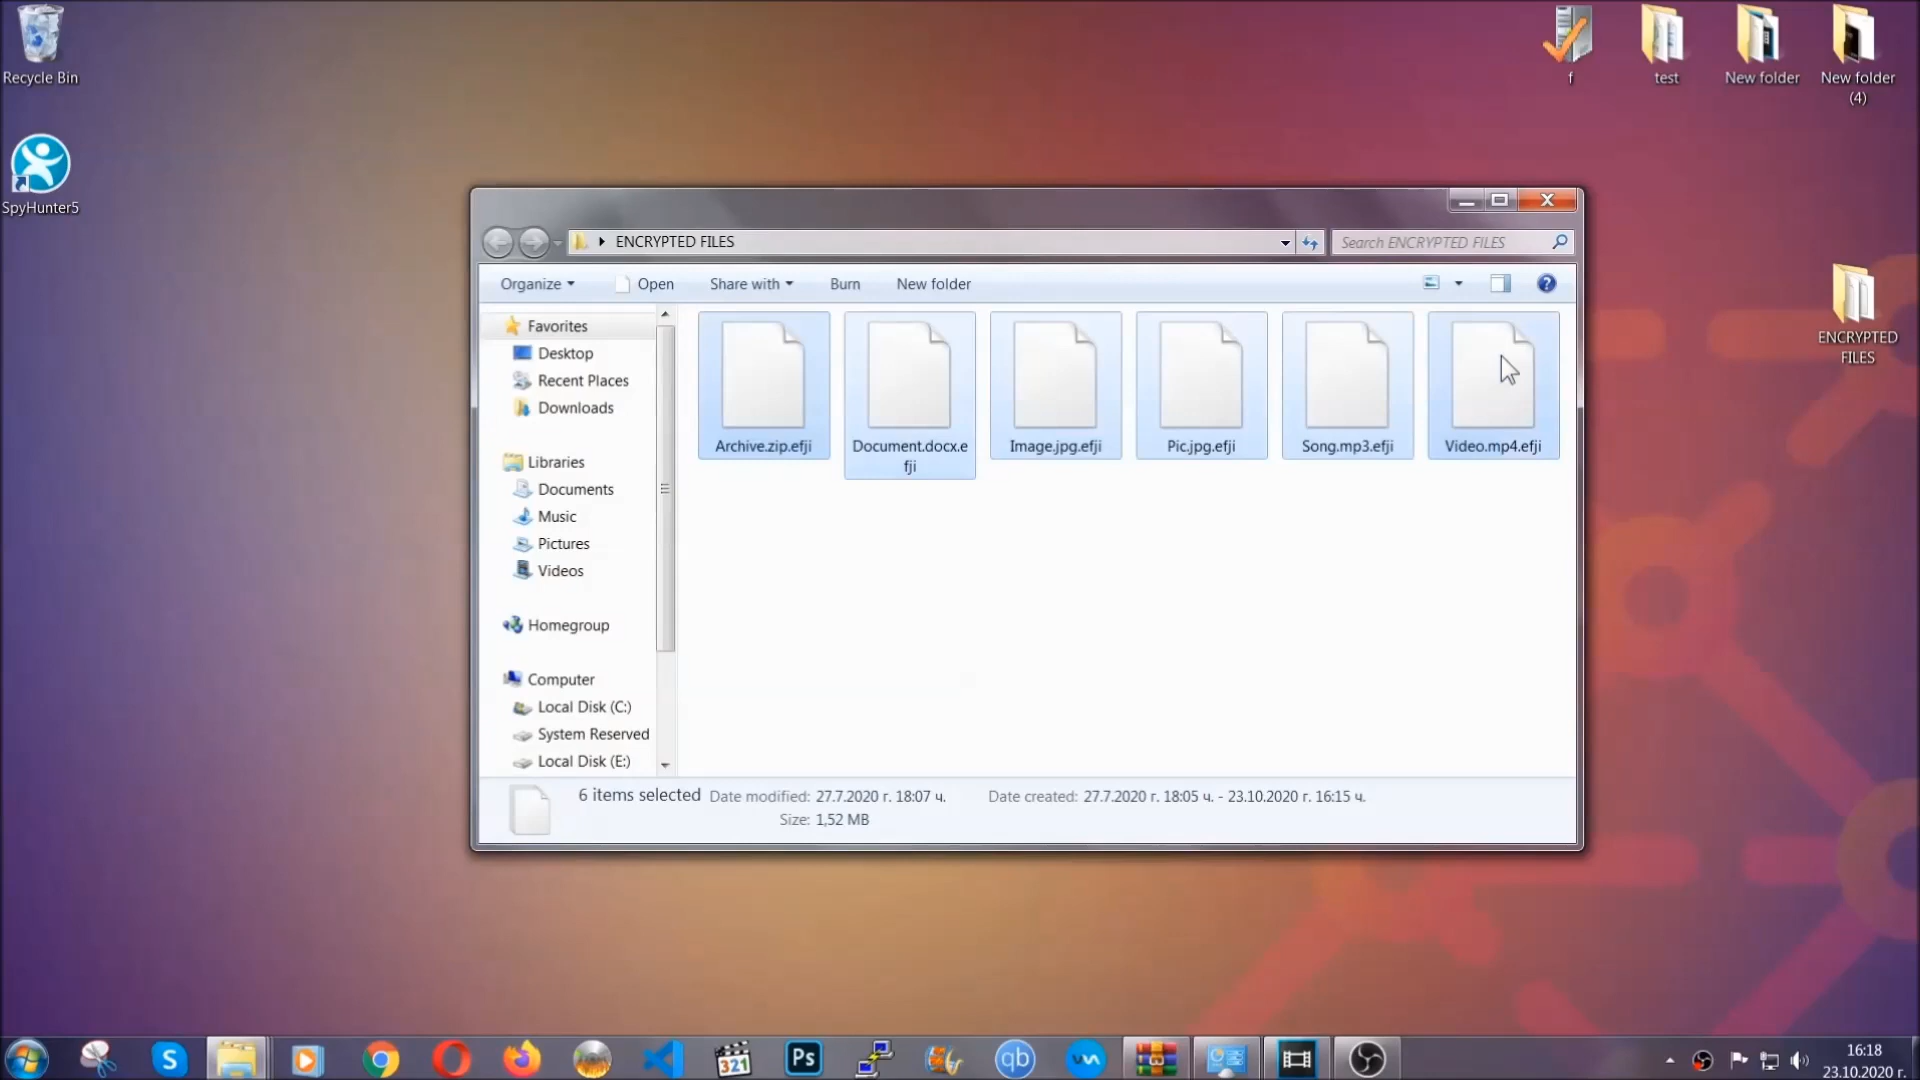 Recycle Bin
SpyHunter5
f
test
New folder
New folder
(4)
ENCRYPTED
FILES
ENCRYPTED FILES
Search ENCRYPTED FILES
Organize
Open
Share with
Burn
New folder
Favorites
Desktop
Recent Places
Downloads
Libraries
Documents
Music
Pictures
Videos
Homegroup
Computer
Local Disk (C:)
System Reserved
Local Disk (E:)
Archive.zip.efji
Document.docx.e
fji
Image.jpg.efji
Pic.jpg.efji
Song.mp3.efji
Video.mp4.efji
6 items selected
Date modified: 27.7.2020 г. 18:07 ч.
Date created: 27.7.2020 г. 18:05 ч. - 23.10.2020 г. 16:15 ч.
Size: 1,52 MB
S
321
Ps
qb
16:18
23.10.2020 г.